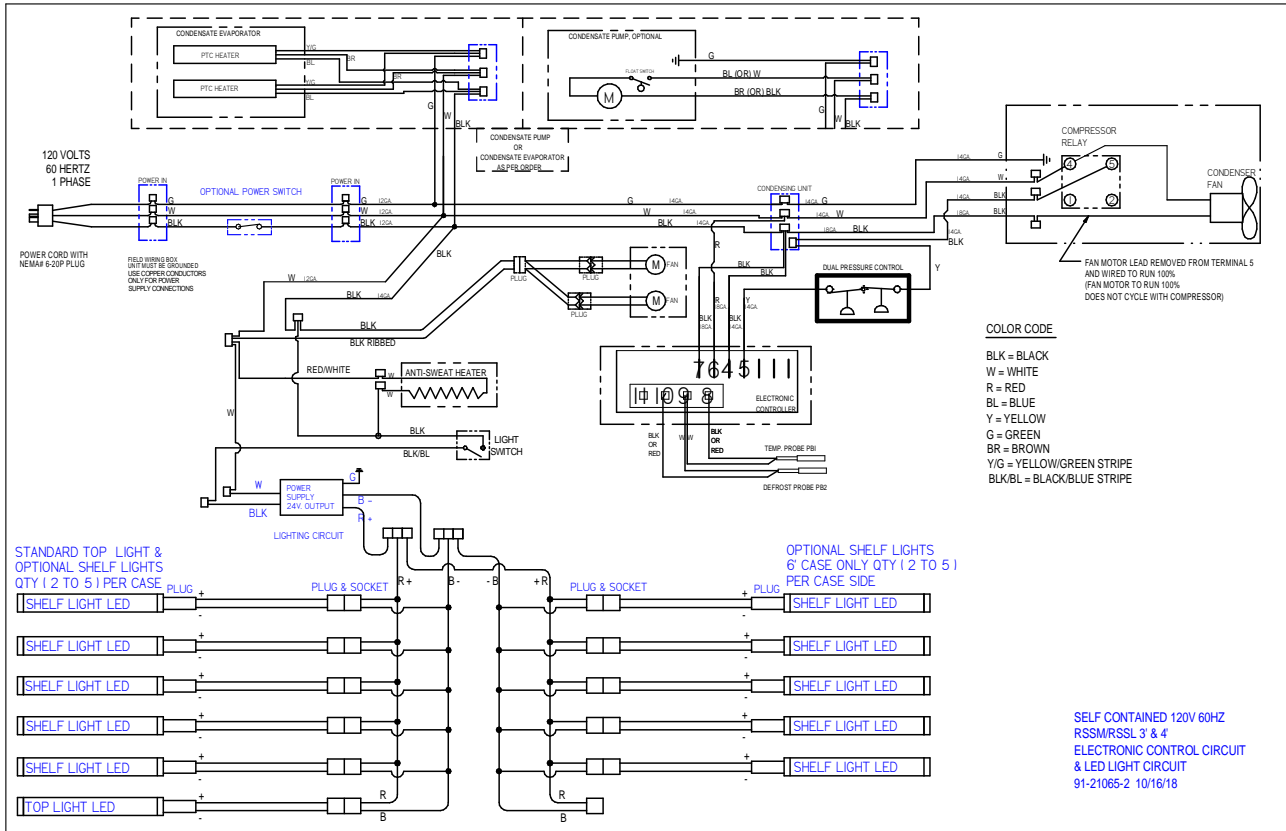 CONDENSATE EVAPORATOR
PTC HEATER
PTC HEATER
Y/G
BR
BL
Y/G
BR
BL
G
W
BLK
CONDENSATE PUMP, OPTIONAL
G
FLOAT SWITCH
BL (OR) W
M
BR (OR) BLK
G
W
BLK
CONDENSATE PUMP
OR
CONDENSATE EVAPORATOR
AS PER ORDER
120 VOLTS
60 HERTZ
1 PHASE
POWER IN
OPTIONAL POWER SWITCH
POWER IN
G
W
BLK
G 12GA.
W 12GA.
BLK 12GA.
POWER CORD WITH
NEMA# 6-20P PLUG
FIELD WIRING BOX
UNIT MUST BE GROUNDED
USE COPPER CONDUCTORS
ONLY FOR POWER
SUPPLY CONNECTIONS
CONDENSING UNIT
G 14GA.
W 14GA.
BLK 14GA.
14GA. G
14GA. W
18GA. BLK
BLK
14GA. G
14GA. W
14GA. BLK
18GA. BLK
COMPRESSOR
RELAY
4
5
1
2
CONDENSER
FAN
FAN MOTOR LEAD REMOVED FROM TERMINAL 5
AND WIRED TO RUN 100%
(FAN MOTOR TO RUN 100%
DOES NOT CYCLE WITH COMPRESSOR)
W 12GA.
BLK 14GA.
BLK
BLK
BLK RIBBED
PLUG
PLUG
PLUG
M FAN
M FAN
R
BLK
BLK
Y
DUAL PRESSURE CONTROL
BLK
18GA.
R
18GA.
BLK
14GA.
Y
14GA.
7 6 4 5
11 10 9 8
ELECTRONIC
CONTROLLER
BLK
OR
RED
W W
BLK
OR
RED
TEMP. PROBE PB1
DEFROST PROBE PB2
COLOR CODE
BLK = BLACK
W = WHITE
R = RED
BL = BLUE
Y = YELLOW
G = GREEN
BR = BROWN
Y/G = YELLOW/GREEN STRIPE
BLK/BL = BLACK/BLUE STRIPE
RED/WHITE
W
W
ANTI-SWEAT HEATER
W
BLK
BLK/BL
LIGHT
SWITCH
W
BLK
POWER
SUPPLY
24V. OUTPUT
G
B -
R +
LIGHTING CIRCUIT
STANDARD TOP LIGHT &
OPTIONAL SHELF LIGHTS
QTY ( 2 TO 5 ) PER CASE
PLUG
PLUG & SOCKET
R +
B -
- B
+ R
PLUG & SOCKET
OPTIONAL SHELF LIGHTS
6' CASE ONLY QTY ( 2 TO 5 )
PER CASE SIDE
PLUG
SHELF LIGHT LED + -
+ - SHELF LIGHT LED
SHELF LIGHT LED + -
+ - SHELF LIGHT LED
SHELF LIGHT LED + -
+ - SHELF LIGHT LED
SHELF LIGHT LED + -
+ - SHELF LIGHT LED
SHELF LIGHT LED + -
+ - SHELF LIGHT LED
TOP LIGHT LED + -
R
B
R
B
SELF CONTAINED 120V 60HZ
RSSM/RSSL 3' & 4'
ELECTRONIC CONTROL CIRCUIT
& LED LIGHT CIRCUIT
91-21065-2 10/16/18